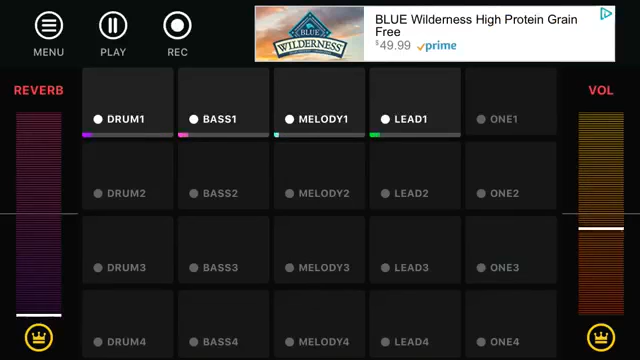 MENU
PLAY
REC
BLUE
WILDERNESS
BLUE Wilderness High Protein Grain
Free
$49.99 prime
REVERB
VOL
DRUM1
BASS1
MELODY1
LEAD1
ONE1
DRUM2
BASS2
MELODY2
LEAD2
ONE2
DRUM3
BASS3
MELODY3
LEAD3
ONE3
DRUM4
BASS4
MELODY4
LEAD4
ONE4